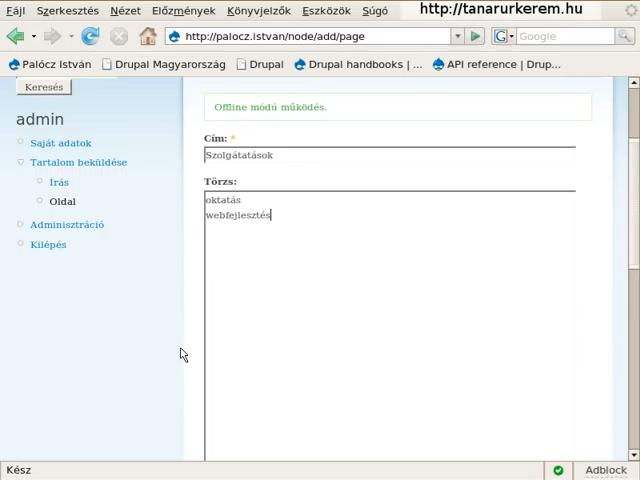 Fájl Szerkesztés Nézet Előzmények Könyvjelzők Eszközök Súgó http://tanarurkerem.hu
http://palocz.istvan/node/add/page G Google
Palócz István Drupal Magyarország Drupal Drupal handbooks | ... API reference | Drup...
Keresés
Offline módú működés.
admin
Cím: *
Saját adatok
Szolgátatások
Tartalom beküldése
Írás
Törzs:
Oldal
oktatás
webfejlesztés
Adminisztráció
Kilépés
Kész Adblock